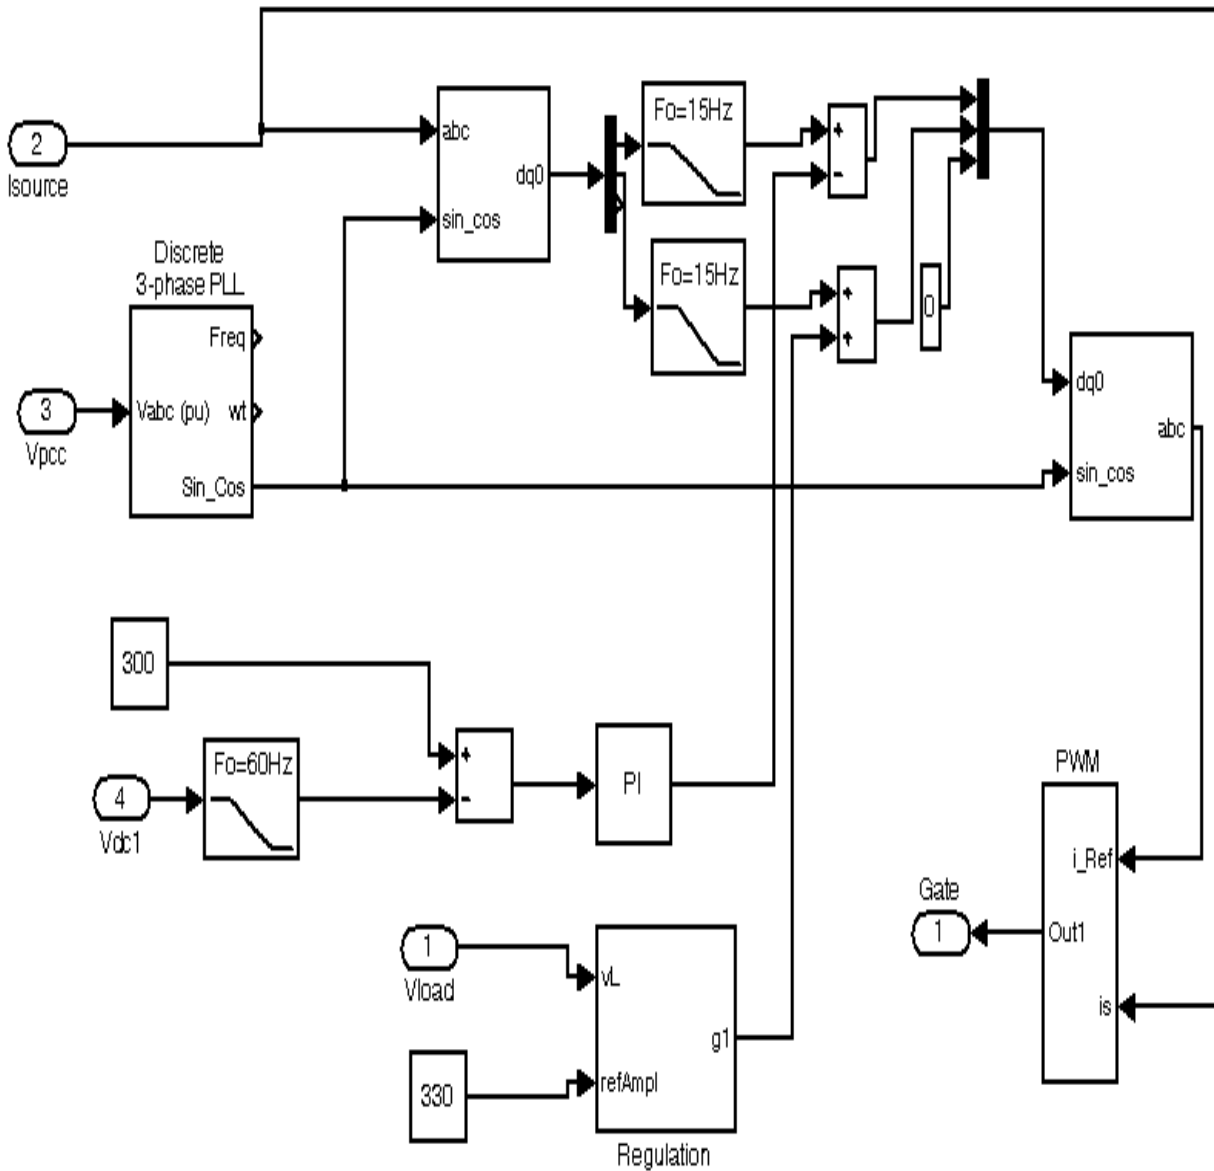 2
Isource
abc
sin_cos
dq0
Fo=15Hz
+
-
Fo=15Hz
+
+
0
Discrete
3-phase PLL
Freq
Vabc (pu)
wt
Sin_Cos
3
Vpcc
dq0
abc
sin_cos
300
4
Vdc1
Fo=60Hz
+
-
PI
PWM
i_Ref
Out1
is
Gate
1
1
Vload
330
vL
g1
refAmpl
Regulation